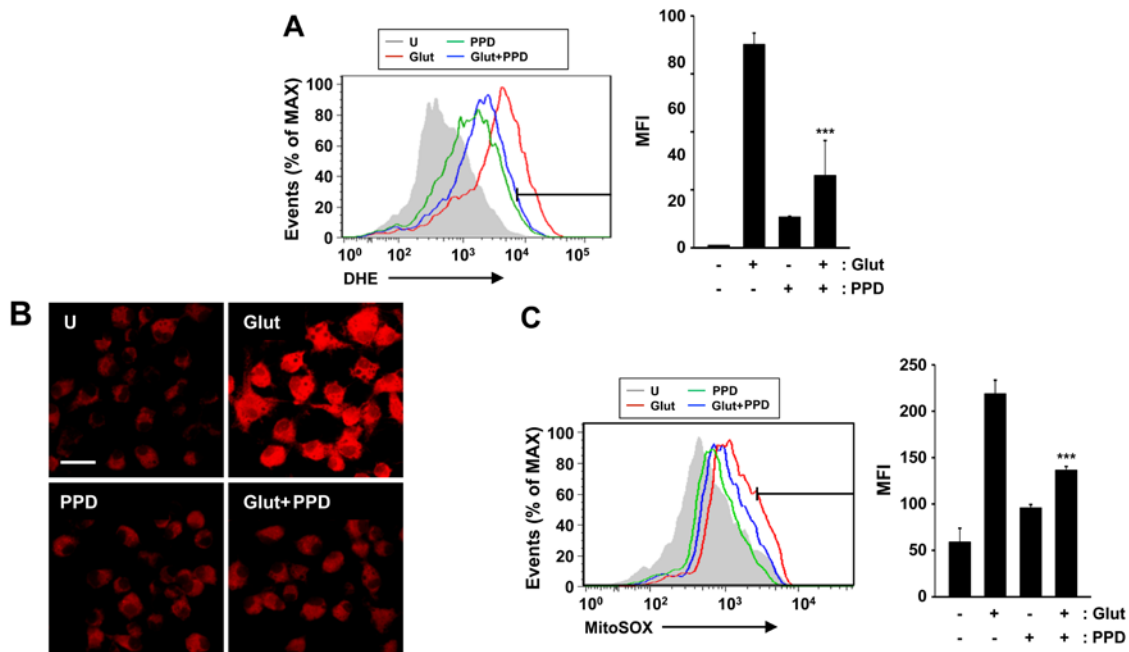 A
U PPD
Glut Glut+PPD
Events (% of MAX)
100
80
60
40
20
0
10⁰ 10² 10³ 10⁴ 10⁵
DHE
MFI
100
80
60
40
20
0
***
- + - + : Glut
- - + + : PPD
B
U
Glut
PPD
Glut+PPD
C
U PPD
Glut Glut+PPD
Events (% of MAX)
100
80
60
40
20
0
10⁰ 10² 10³ 10⁴
MitoSOX
MFI
250
200
150
100
50
0
***
- + - + : Glut
- - + + : PPD